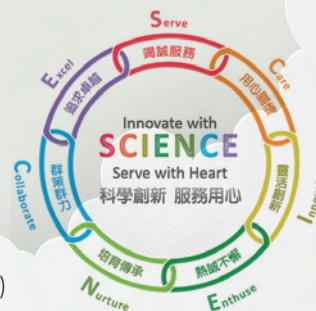 Serve
竭誠服務
Care
用心關懷
靈活創新
Enthuse
熱誠不懈
Nurture
培育傳承
Collaborate
群策群力
Excel
追求卓越
Innovate with
SCIENCE
Serve with Heart
科學創新 服務用心
)